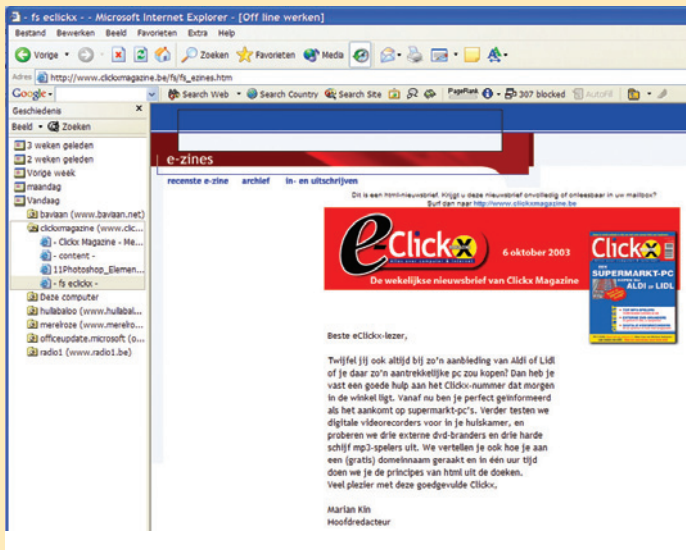 - fs eclickx - - Microsoft Internet Explorer - [Off line werken]
Bestand Bewerken Beeld Favorieten Extra Help
Vorige Zoeken Favorieten Media
Adres http://www.clickxmagazine.be/fs/fs_ezines.htm
Google Search Web Search Country Search Site PageRank 307 blocked AutoFill
Geschiedenis x
Beeld Zoeken
3 weken geleden
2 weken geleden
Vorige week
maandag
Vandaag
baviaan (www.baviaan.net)
clickxmagazine (www.clic...
- Clickx Magazine - Me...
- content -
11Photoshop_Elemen...
- fs eclickx -
Deze computer
hullabaloo (www.hullabal...
merelroze (www.merelro...
officeupdate.microsoft (o...
radio1 (www.radio1.be)
e-zines
recenste e-zine archief in- en uitschrijven
Dit is een html-nieuwsbrief. Krijgt u deze nieuwsbrief onvolledig of onleesbaar in uw mailbox?
Surf dan naar http://www.clickxmagazine.be
e-Clickx
alles over computer & internet
6 oktober 2003
De wekelijkse nieuwsbrief van Clickx Magazine
Clickx
SUPERMARKT-PC
ALDI of LIDL
Beste eClickx-lezer,
Twijfel jij ook altijd bij zo'n aanbieding van Aldi of Lidl
of je daar zo'n aantrekkelijke pc zou kopen? Dan heb je
vast een goede hulp aan het Clickx-nummer dat morgen
in de winkel ligt. Vanaf nu ben je perfect geïnformeerd
als het aankomt op supermarkt-pc's. Verder testen we
digitale videorecorders voor in je huiskamer, en
proberen we drie externe dvd-branders en drie harde
schijf mp3-spelers uit. We vertellen je ook hoe je aan
een (gratis) domeinnaam geraakt en in één uur tijd
doen we je de principes van html uit de doeken.
Veel plezier met deze goedgevulde Clickx,
Marian Kin
Hoofdredacteur